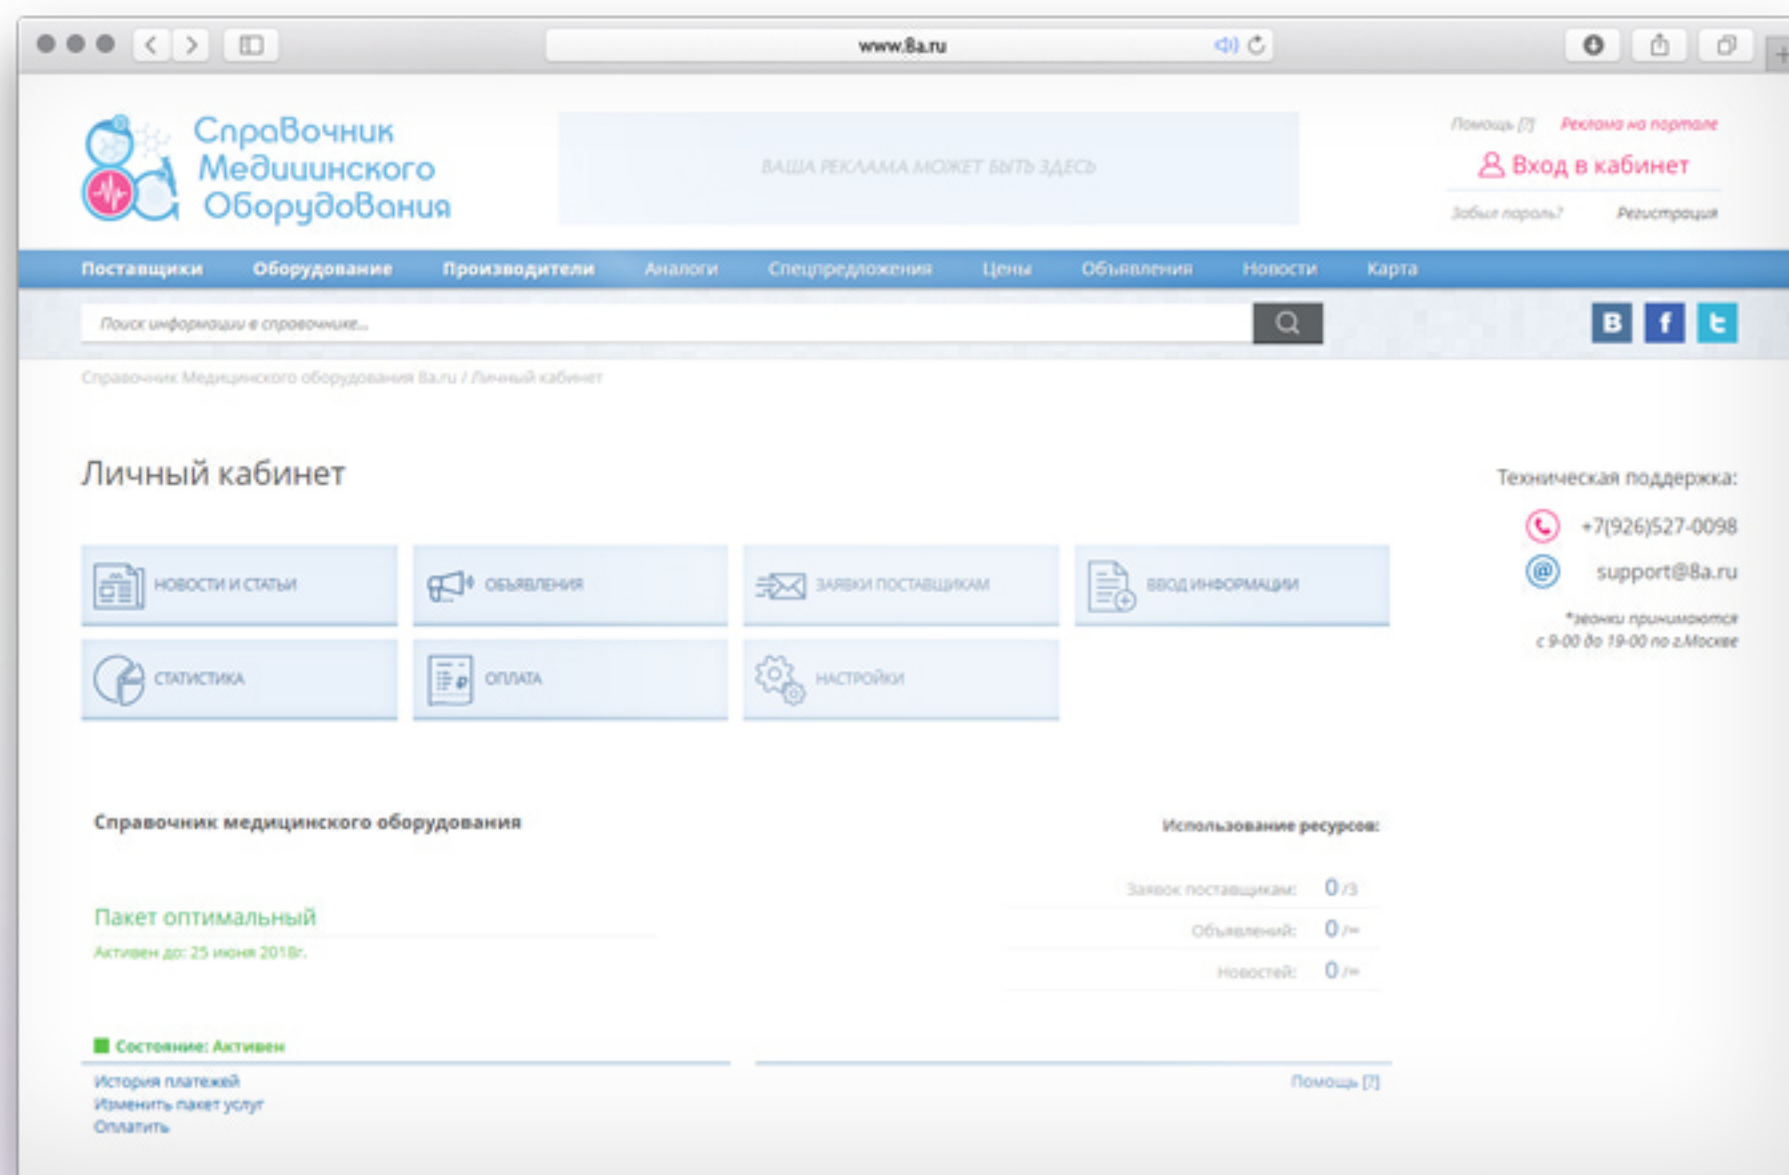 www.8a.ru
Справочник
Медицинского
Оборудования
ВАША РЕКЛАМА МОЖЕТ БЫТЬ ЗДЕСЬ
Помощь [?] Реклама на портале
Вход в кабинет
Забыл пароль? Регистрация
Поставщики Оборудование Производители Аналоги Спецпредложения Цены Объявления Новости Карта
Поиск информации в справочнике...
В f t
Справочник Медицинского оборудования 8a.ru / Личный кабинет
Личный кабинет
Техническая поддержка:
+7(926)527-0098
support@8a.ru
*звонки принимаются
с 9-00 до 19-00 по г.Москве
НОВОСТИ И СТАТЬИ ОБЪЯВЛЕНИЯ ЗАЯВКИ ПОСТАВЩИКАМ ВВОД ИНФОРМАЦИИ
СТАТИСТИКА ОПЛАТА НАСТРОЙКИ
Справочник медицинского оборудования
Использование ресурсов:
Заявок поставщикам: 0 /3
Пакет оптимальный
Объявлений: 0 /∞
Активен до: 25 июня 2018г.
Новостей: 0 /∞
Состояние: Активен
История платежей
Помощь [?]
Изменить пакет услуг
Оплатить